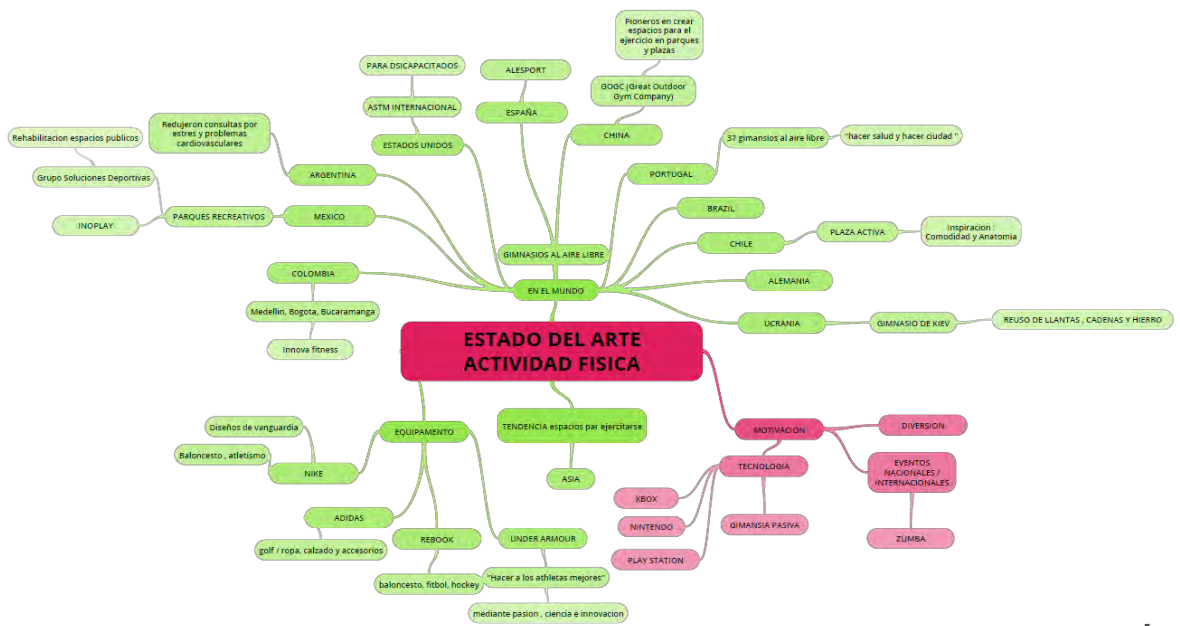 Pioneros en crear
espacios para el
ejercicio en parques
y plazas
PARA DSICAPACITADOS
ALESPORT
GOGC (Great Outdoor
Gym Company)
ASTM INTERNACIONAL
ESPAÑA
Redujeron consultas por
estres y problemas
cardiovasculares
CHINA
Rehabilitacion espacios publicos
ESTADOS UNIDOS
37 gimansios al aire libre
"hacer salud y hacer ciudad "
Grupo Soluciones Deportivas
ARGENTINA
PORTUGAL
INOPLAY
PARQUES RECREATIVOS
MEXICO
BRAZIL
CHILE
PLAZA ACTIVA
Inspiracion :
Comodidad y Anatomia
GIMNASIOS AL AIRE LIBRE
COLOMBIA
EN EL MUNDO
ALEMANIA
Medellin, Bogota, Bucaramanga
UCRANIA
GIMNASIO DE KIEV
REUSO DE LLANTAS , CADENAS Y HIERRO
Innova fitness
ESTADO DEL ARTE
ACTIVIDAD FISICA
Diseños de vanguardia
EQUIPAMENTO
TENDENCIA espacios par ejercitarse
MOTIVACION
DIVERSION
Baloncesto , atletismo
NIKE
ASIA
TECNOLOGIA
EVENTOS
NACIONALES /
INTERNACIONALES
XBOX
ADIDAS
NINTENDO
GIMANSIA PASIVA
REBOOK
UNDER ARMOUR
ZUMBA
golf / ropa, calzado y accesorios
PLAY STATION
baloncesto, fitbol, hockey
"Hacer a los athletas mejores"
mediante pasion , ciencia e innovacion